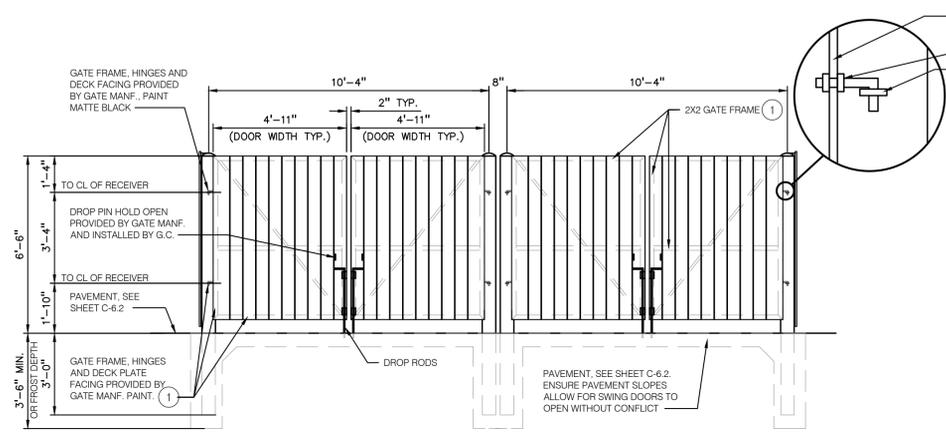 GATE FRAME, HINGES AND
DECK FACING PROVIDED
BY GATE MANF., PAINT
MATTE BLACK
10'-4"
8"
10'-4"
2" TYP.
4'-11"
4'-11"
(DOOR WIDTH TYP.)
(DOOR WIDTH TYP.)
2X2 GATE FRAME 1
1'-4"
TO CL OF RECEIVER
6'-6"
3'-4"
DROP PIN HOLD OPEN
PROVIDED BY GATE MANF.
AND INSTALLED BY G.C.
TO CL OF RECEIVER
1'-10"
PAVEMENT, SEE
SHEET C-6.2
3'-6" MIN.
OR FROST DEPTH
3'-0"
GATE FRAME, HINGES
AND DECK PLATE
FACING PROVIDED BY
GATE MANF. PAINT. 1
DROP RODS
PAVEMENT, SEE SHEET C-6.2.
ENSURE PAVEMENT SLOPES
ALLOW FOR SWING DOORS TO
OPEN WITHOUT CONFLICT